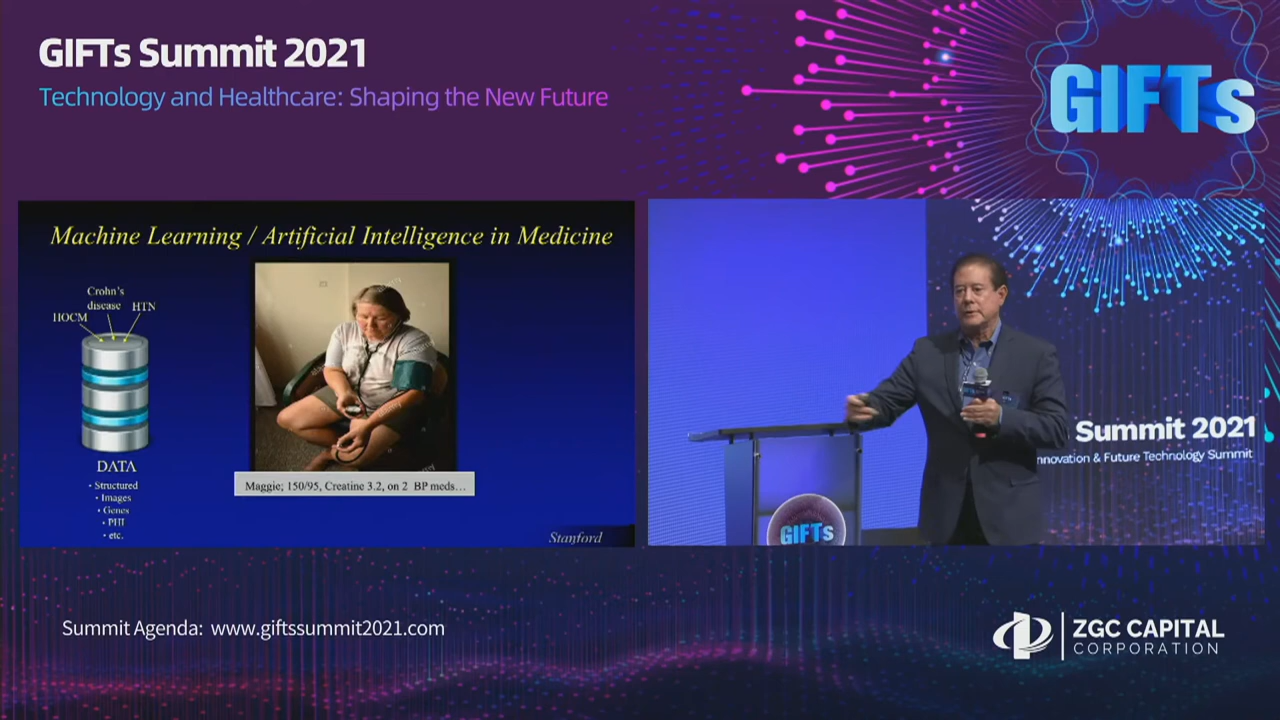 GIFTs Summit 2021
Technology and Healthcare: Shaping the New Future
GIFTs
Machine Learning / Artificial Intelligence in Medicine
Crohn's
disease HTN
HOCM
DATA
• Structured
• Images
• Genes
• PHI
• etc.
Maggie; 150/95, Creatine 3.2, on 2 BP meds…
Stanford
Summit 2021
nnovation & Future Technology Summit
GIFTs
Summit Agenda: www.giftssummit2021.com
ZGC CAPITAL
CORPORATION